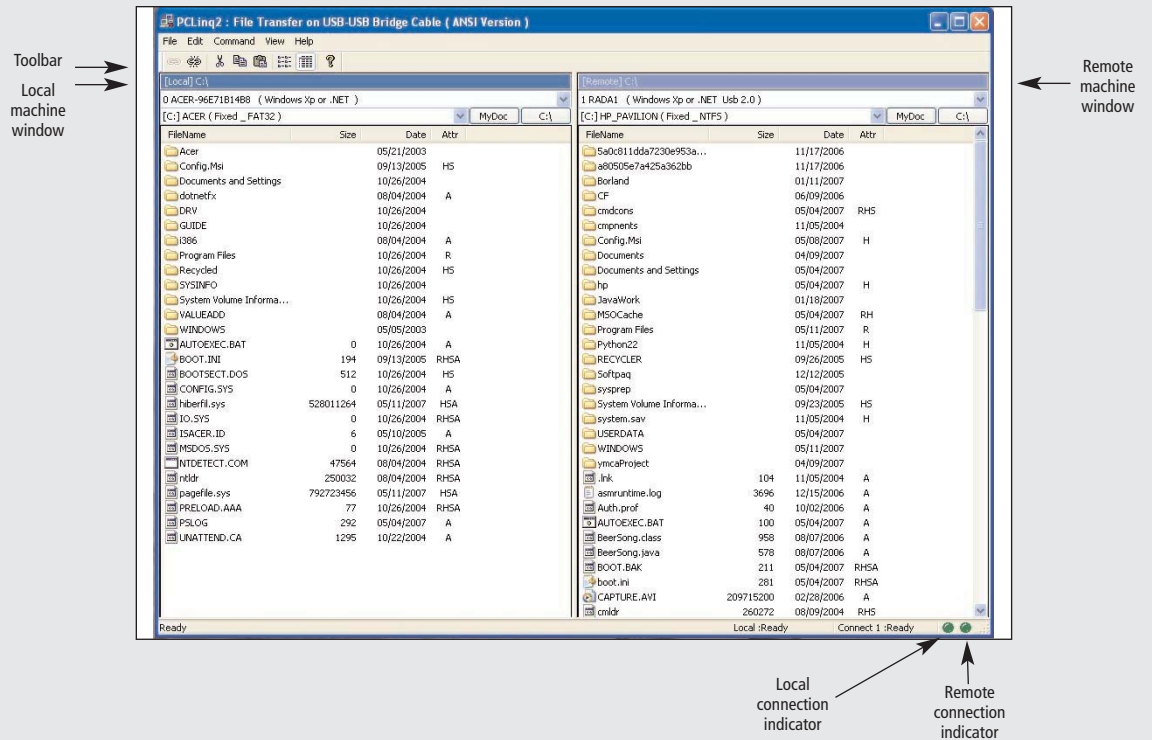 PCLinq2 : File Transfer on USB-USB Bridge Cable ( ANSI Version )
File Edit Command View Help
Toolbar
Local machine window
Remote machine window
[Local] C:\
0 ACER-96E71B14B8 ( Windows Xp or .NET )
[C:] ACER ( Fixed _ FAT32 ) MyDoc C:\
FileName Size Date Attr
Acer 05/21/2003
Config.Msi 09/13/2005 HS
Documents and Settings 10/26/2004
dotnetfx 08/04/2004 A
DRV 10/26/2004
GUIDE 10/26/2004
i386 08/04/2004 A
Program Files 10/26/2004 R
Recycled 10/26/2004 HS
SYSINFO 10/26/2004
System Volume Informa... 10/26/2004 HS
VALUEADD 08/04/2004 A
WINDOWS 05/05/2003
AUTOEXEC.BAT 0 10/26/2004 A
BOOT.INI 194 09/13/2005 RHSA
BOOTSECT.DOS 512 10/26/2004 HS
CONFIG.SYS 0 10/26/2004 A
hiberfil.sys 528011264 05/11/2007 HSA
IO.SYS 0 10/26/2004 RHSA
ISACER.ID 6 05/10/2005 A
MSDOS.SYS 0 10/26/2004 RHSA
NTDETECT.COM 47564 08/04/2004 RHSA
ntldr 250032 08/04/2004 RHSA
pagefile.sys 792723456 05/11/2007 HSA
PRELOAD.AAA 77 10/26/2004 RHSA
PSLOG 292 05/04/2007 A
UNATTEND.CA 1295 10/22/2004 A
[Remote] C:\
1 RADA1 ( Windows Xp or .NET Usb 2.0 )
[C:] HP_PAVILION ( Fixed _ NTFS ) MyDoc C:\
FileName Size Date Attr
5a0c811dda7230e953a... 11/17/2006
a80505e7a425a362bb 11/17/2006
Borland 01/11/2007
CF 06/09/2006
cmdcons 05/04/2007 RHS
cmpnents 11/05/2004
Config.Msi 05/08/2007 H
Documents 04/09/2007
Documents and Settings 05/04/2007
hp 05/04/2007 H
JavaWork 01/18/2007
MSOCache 05/04/2007 RH
Program Files 05/11/2007 R
Python22 11/05/2004 H
RECYCLER 09/26/2005 HS
Softpaq 12/12/2005
sysprep 05/04/2007
System Volume Informa... 09/23/2005 HS
system.sav 11/05/2004 H
USERDATA 05/04/2007
WINDOWS 05/11/2007
ymcaProject 04/09/2007
.lnk 104 11/05/2004 A
asmruntime.log 3696 12/15/2006 A
Auth.prof 40 10/02/2006 A
AUTOEXEC.BAT 100 05/04/2007 A
BeerSong.class 958 08/07/2006 A
BeerSong.java 578 08/07/2006 A
BOOT.BAK 211 05/04/2007 RHSA
boot.ini 281 05/04/2007 RHSA
CAPTURE.AVI 209715200 02/28/2006 A
cmldr 260272 08/09/2004 RHS
Ready Local :Ready Connect 1 :Ready
Local
connection
indicator
Remote
connection
indicator